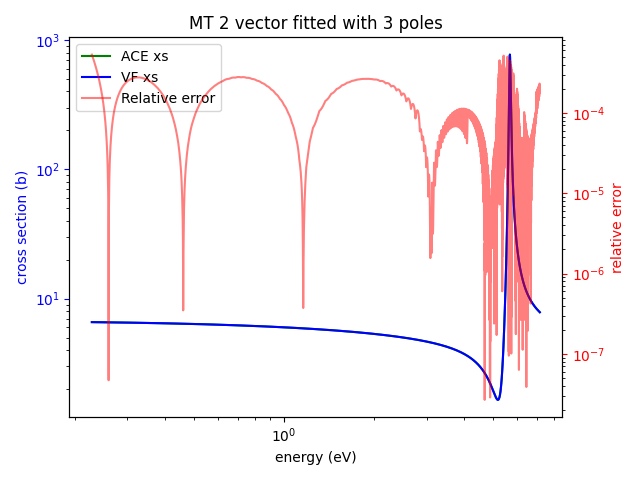 MT 2 vector fitted with 3 poles
ACE xs
VF xs
Relative error
cross section (b)
10³
10²
10¹
10⁻⁴
10⁻⁵
10⁻⁶
10⁻⁷
relative error
10⁰
energy (eV)